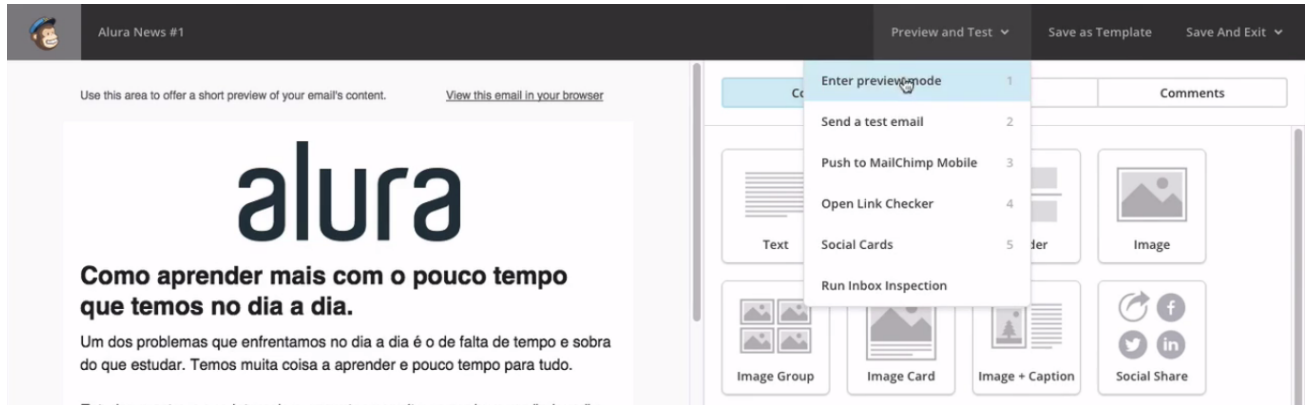 Alura News #1
Preview and Test
Save as Template
Save And Exit
Use this area to offer a short preview of your email's content.
View this email in your browser
alura
Como aprender mais com o pouco tempo
que temos no dia a dia.
Um dos problemas que enfrentamos no dia a dia é o de falta de tempo e sobra
do que estudar. Temos muita coisa a aprender e pouco tempo para tudo.
Enter preview mode 1
Send a test email 2
Push to MailChimp Mobile 3
Open Link Checker 4
Social Cards 5
Run Inbox Inspection
Comments
Text
Image
Image Group
Image Card
Image + Caption
Social Share